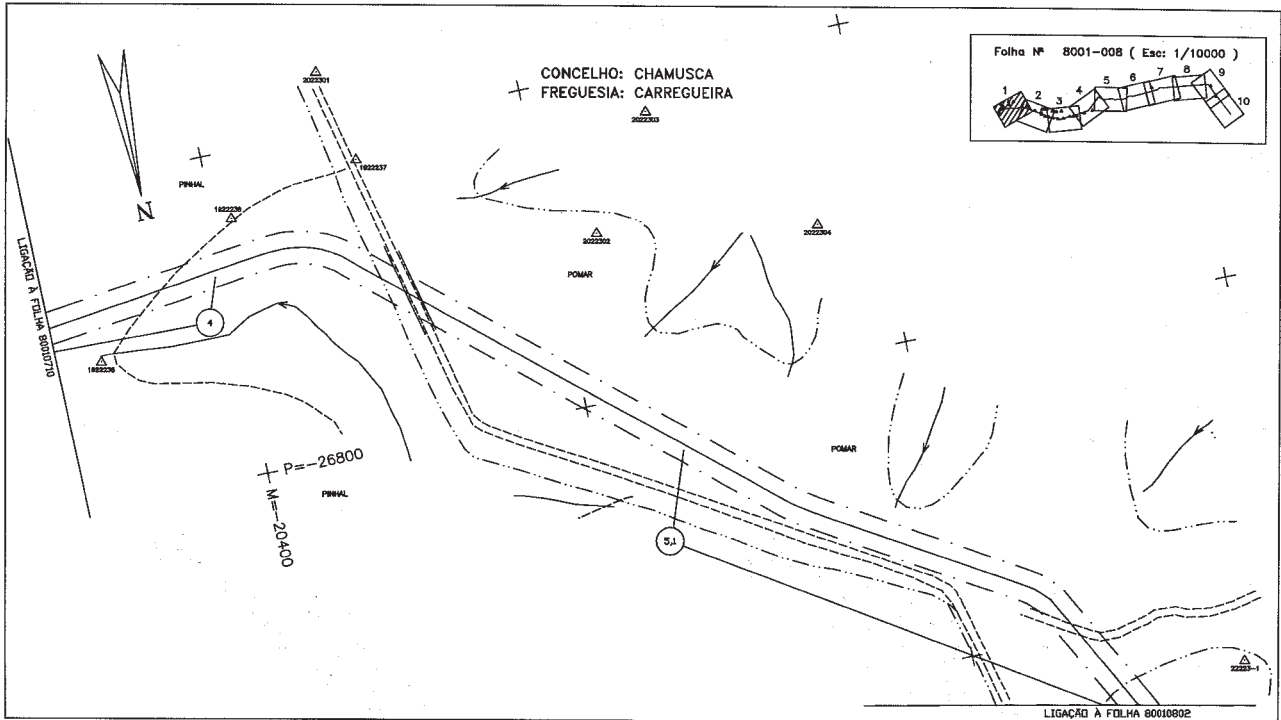 Folha Nº 8001-008 ( Esc: 1/10000 )
1
2
3
4
5
6
7
8
9
10
CONCELHO: CHAMUSCA
FREGUESIA: CARREGUEIRA
2022301
2022303
1922237
PINHAL
N
2022302
2022304
POMAR
LIGAÇÃO À FOLHA 80010710
4
P=-26800
M=-20400
PINHAL
POMAR
5,1
22223-1
LIGAÇÃO À FOLHA 80010802